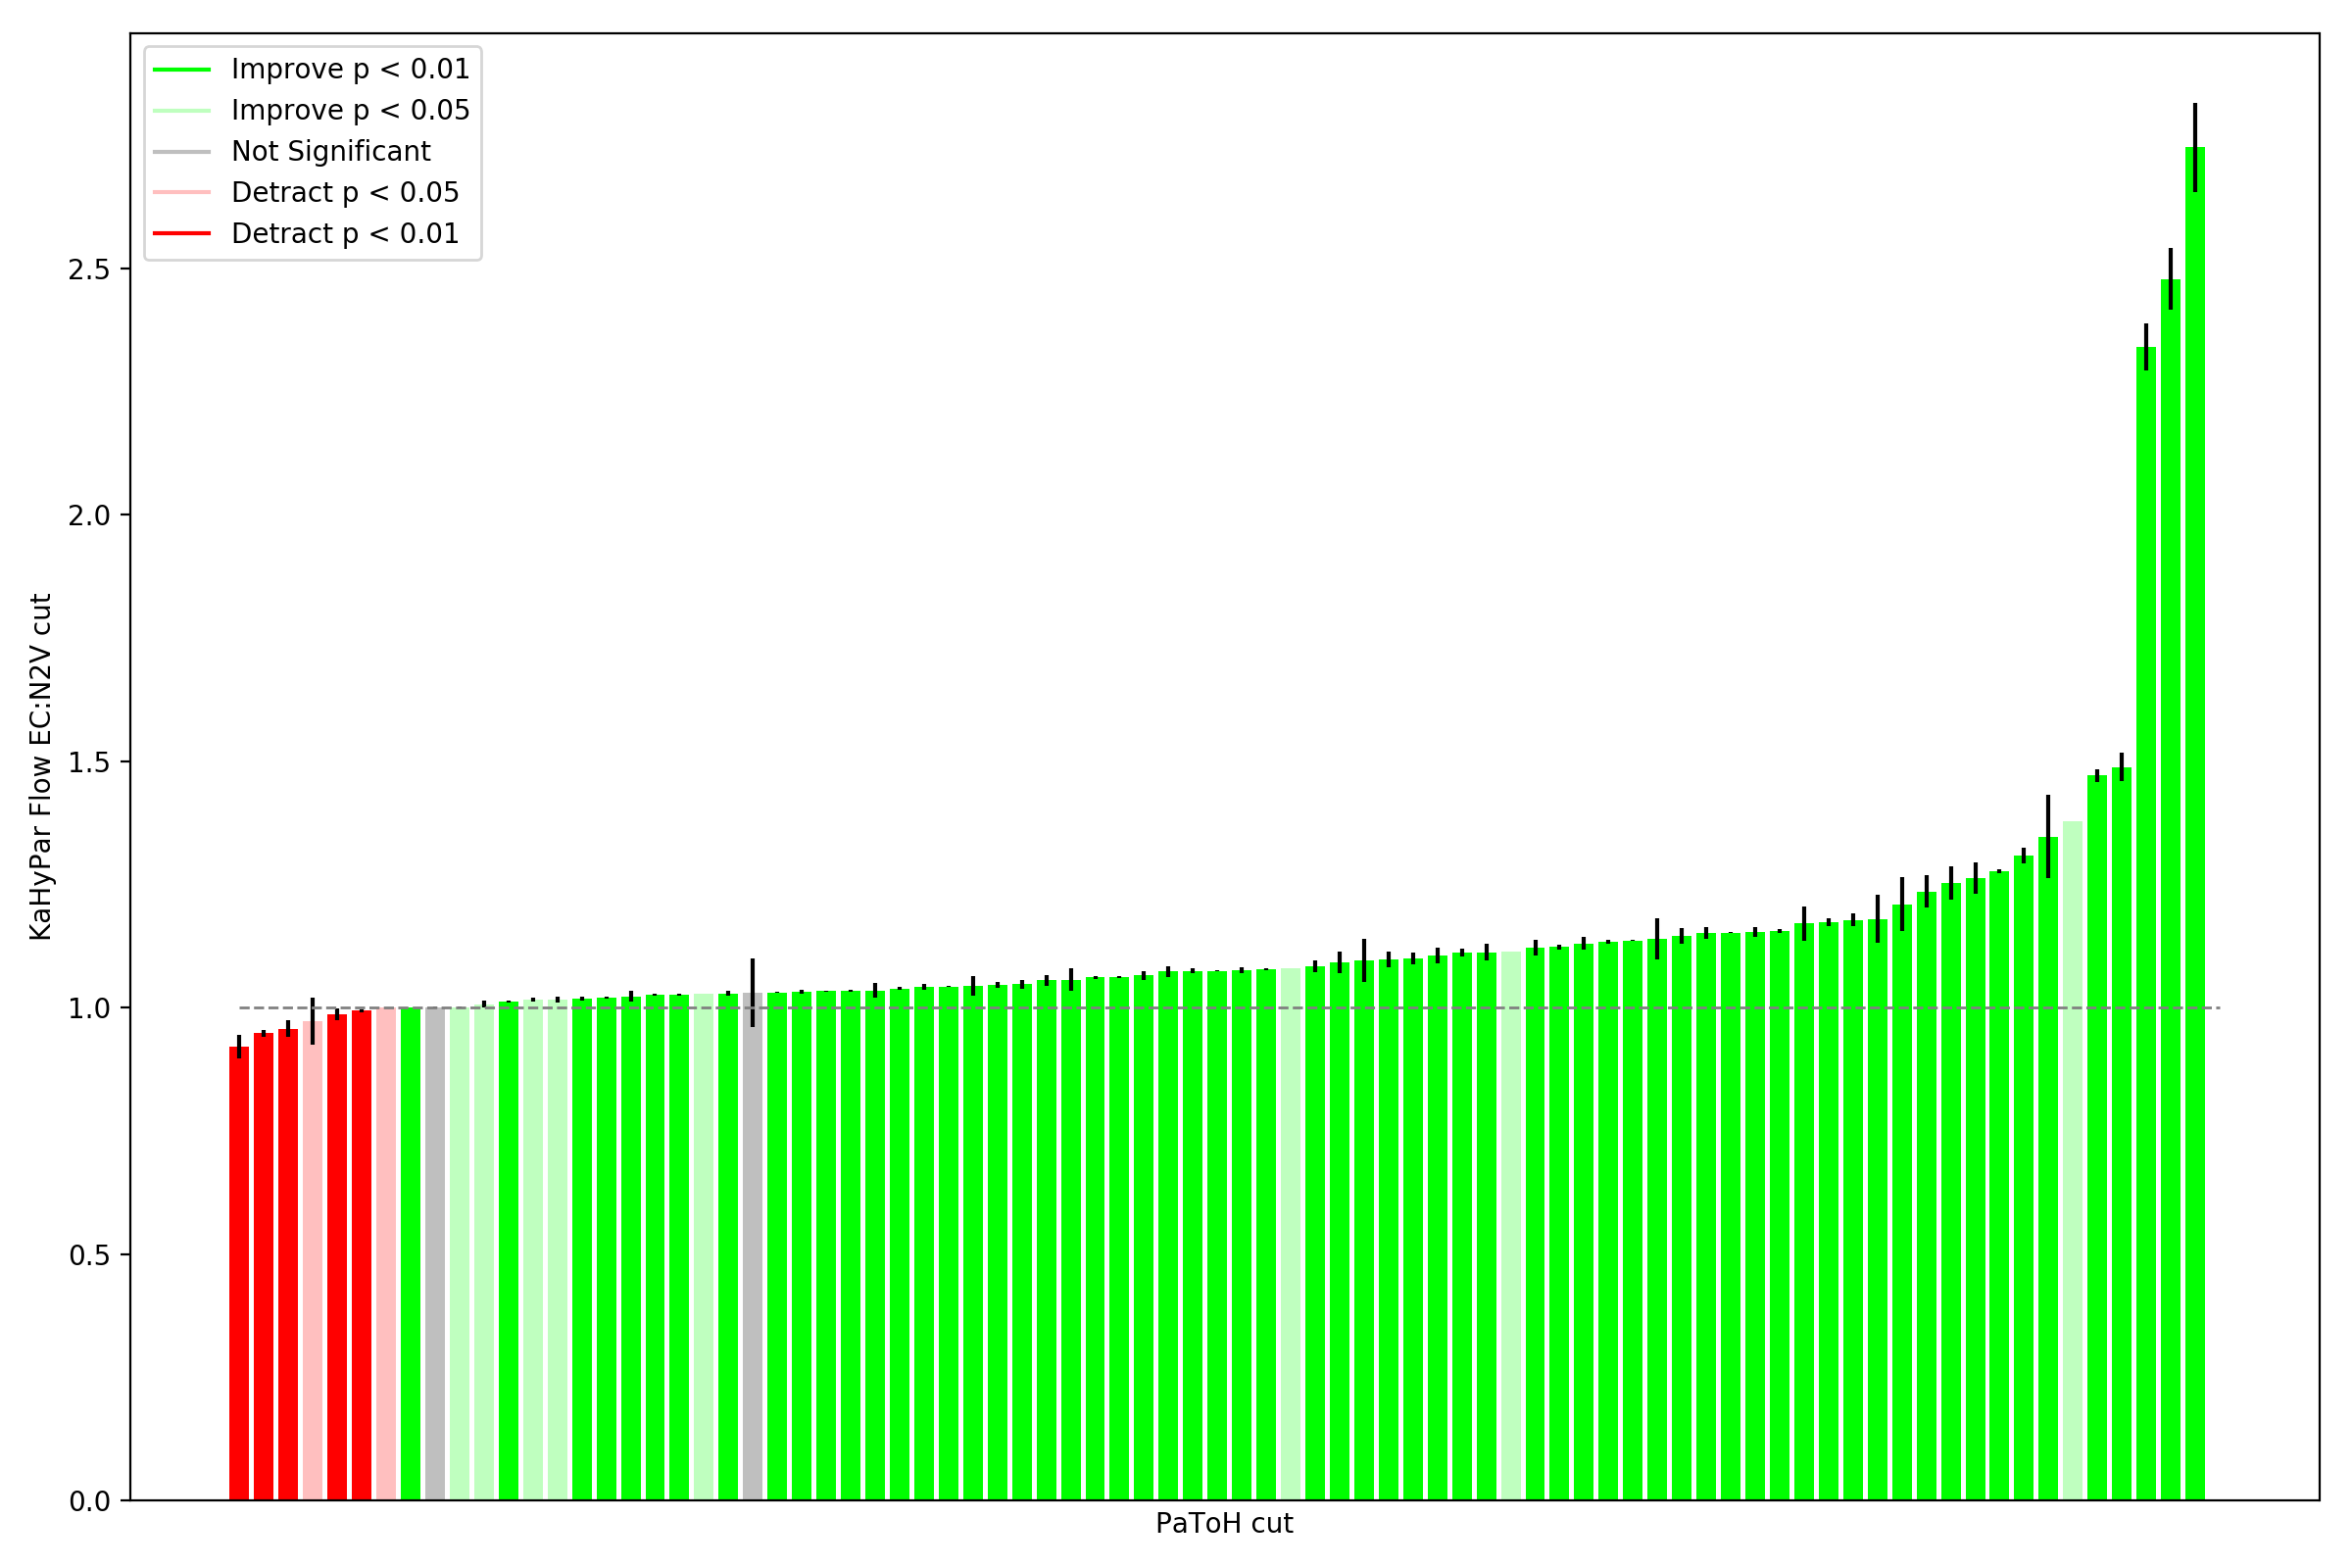 Improve p < 0.01
Improve p < 0.05
Not Significant
Detract p < 0.05
Detract p < 0.01
2.5
2.0
1.5
1.0
0.5
0.0
KaHyPar Flow EC:N2V cut
PaToH cut